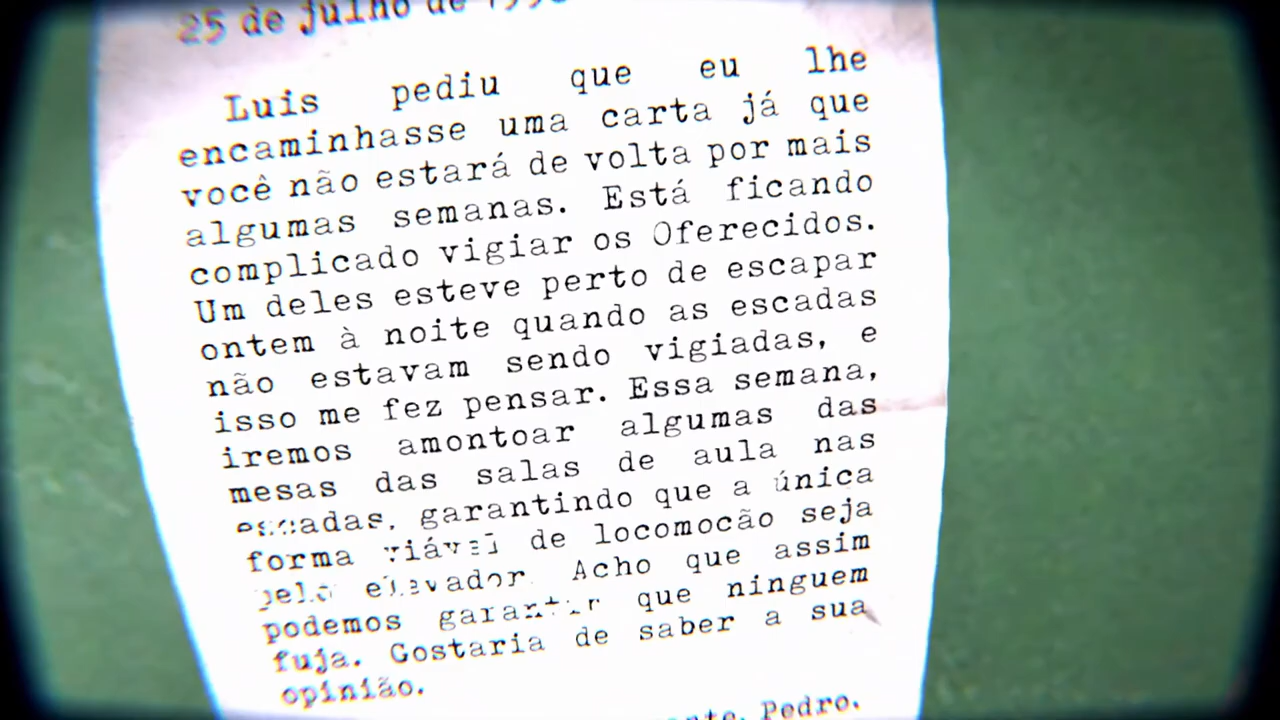 25 de julho de
Luis pediu que eu lhe
encaminhasse uma carta já que
você não estará de volta por mais
algumas semanas. Está ficando
complicado vigiar os Oferecidos.
Um deles esteve perto de escapar
ontem à noite quando as escadas
não estavam sendo vigiadas, e
isso me fez pensar. Essa semana,
iremos amontoar algumas das
mesas das salas de aula nas
escadas, garantindo que a única
forma viável de locomocão seja
pelo elevador. Acho que assim
podemos garantir que ninguem
fuja. Gostaria de saber a sua
opinião.
Pedro.